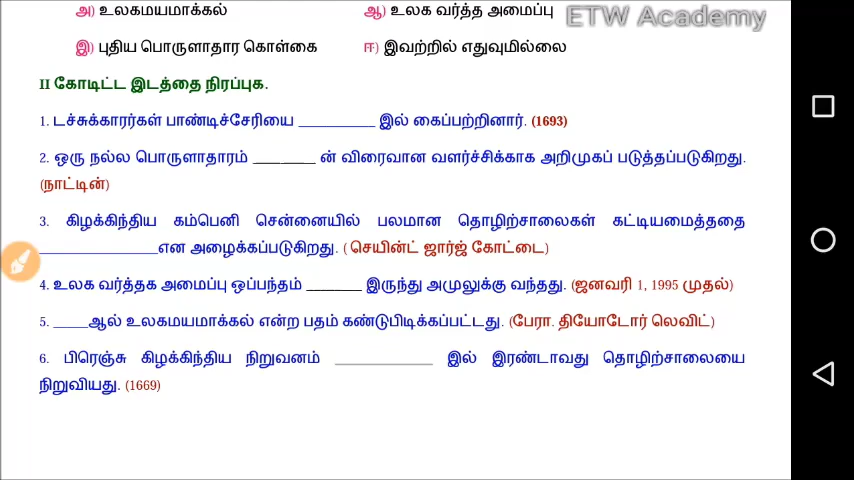 அ) உலகமயமாக்கல் ஆ) உலக வர்த்த அமைப்பு
ETW Academy
இ) புதிய பொருளாதார கொள்கை ஈ) இவற்றில் எதுவுமில்லை
II கோடிட்ட இடத்தை நிரப்புக.
1. டச்சுக்காரர்கள் பாண்டிச்சேரியை __________ இல் கைப்பற்றினார். (1693)
2. ஒரு நல்ல பொருளாதாரம் ________ ன் விரைவான வளர்ச்சிக்காக அறிமுகப் படுத்தப்படுகிறது.
(நாட்டின்)
3. கிழக்கிந்திய கம்பெனி சென்னையில் பலமான தொழிற்சாலைகள் கட்டியமைத்ததை
_______________என அழைக்கப்படுகிறது. ( செயின்ட் ஜார்ஜ் கோட்டை)
4. உலக வர்த்தக அமைப்பு ஒப்பந்தம் _______ இருந்து அமுலுக்கு வந்தது. (ஜனவரி 1, 1995 முதல்)
5. ____ஆல் உலகமயமாக்கல் என்ற பதம் கண்டுபிடிக்கப்பட்டது. (பேரா. தியோடோர் லெவிட்)
6. பிரெஞ்சு கிழக்கிந்திய நிறுவனம் _____________ இல் இரண்டாவது தொழிற்சாலையை
நிறுவியது. (1669)